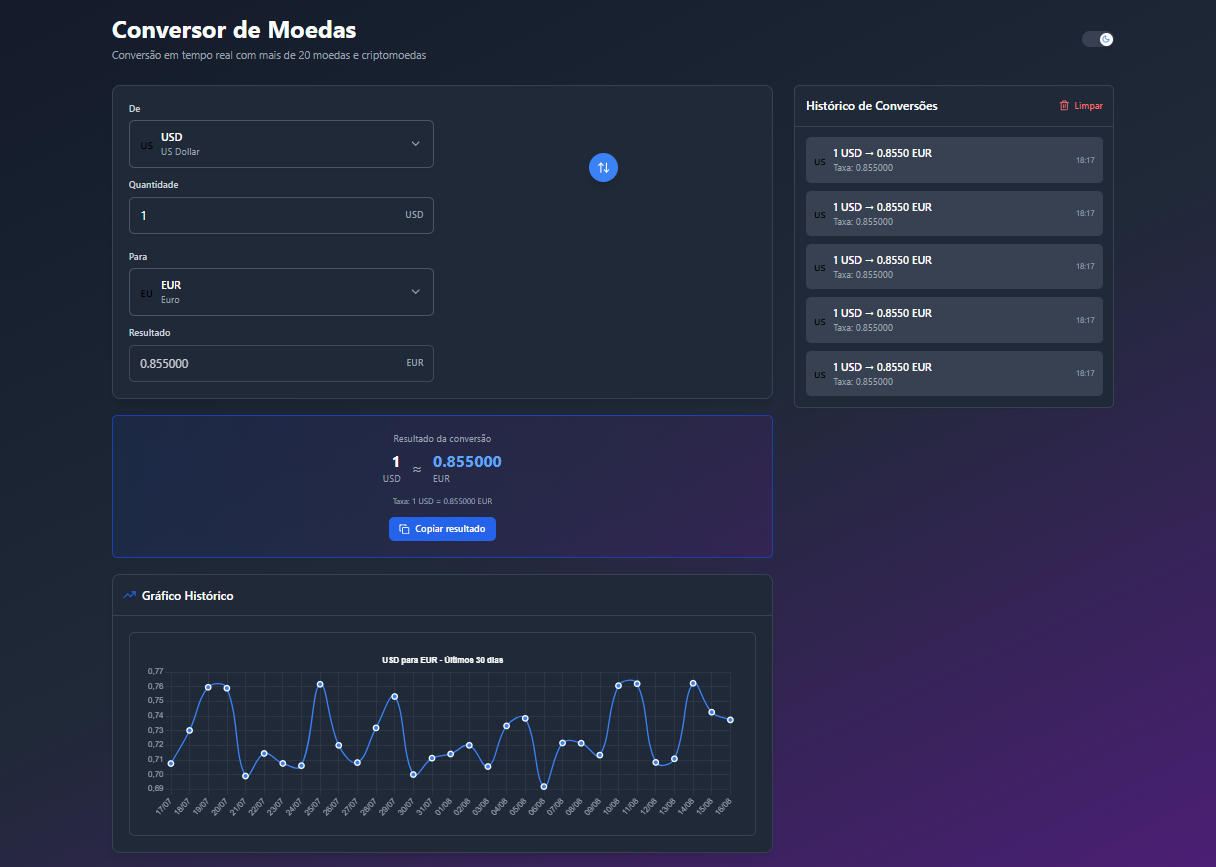 Conversor de Moedas
Conversão em tempo real com mais de 20 moedas e criptomoedas
De
US
USD
US Dollar
Quantidade
1
USD
Para
EU
EUR
Euro
Resultado
0.855000
EUR
Resultado da conversão
1
≈
0.855000
USD
EUR
Taxa: 1 USD = 0.855000 EUR
Copiar resultado
Gráfico Histórico
USD para EUR - Últimos 30 dias
0,77
0,76
0,75
0,74
0,73
0,72
0,71
0,70
0,69
17/07
18/07
19/07
20/07
21/07
22/07
23/07
24/07
25/07
26/07
27/07
28/07
29/07
30/07
31/07
01/08
02/08
03/08
04/08
05/08
06/08
07/08
08/08
09/08
10/08
11/08
12/08
13/08
14/08
15/08
16/08
Histórico de Conversões
Limpar
US
1 USD → 0.8550 EUR
Taxa: 0.855000
18:17
US
1 USD → 0.8550 EUR
Taxa: 0.855000
18:17
US
1 USD → 0.8550 EUR
Taxa: 0.855000
18:17
US
1 USD → 0.8550 EUR
Taxa: 0.855000
18:17
US
1 USD → 0.8550 EUR
Taxa: 0.855000
18:17